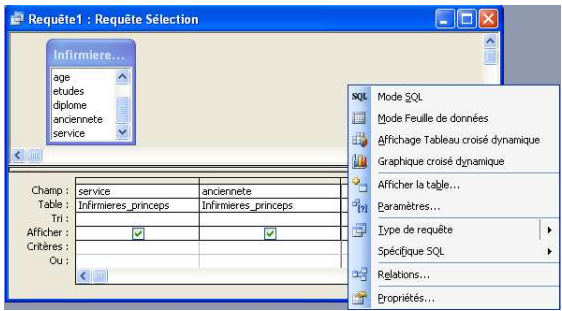 Requête1 : Requête Sélection
Infirmiere...
age
etudes
diplome
anciennete
service
SQL Mode SQL
Mode Feuille de données
Affichage Tableau croisé dynamique
Graphique croisé dynamique
Afficher la table...
[?] Paramètres...
Type de requête
Spécifique SQL
Relations...
Propriétés...
Champ : service anciennete
Table : Infirmieres_princeps Infirmieres_princeps
Tri :
Afficher :
Critères :
Ou :